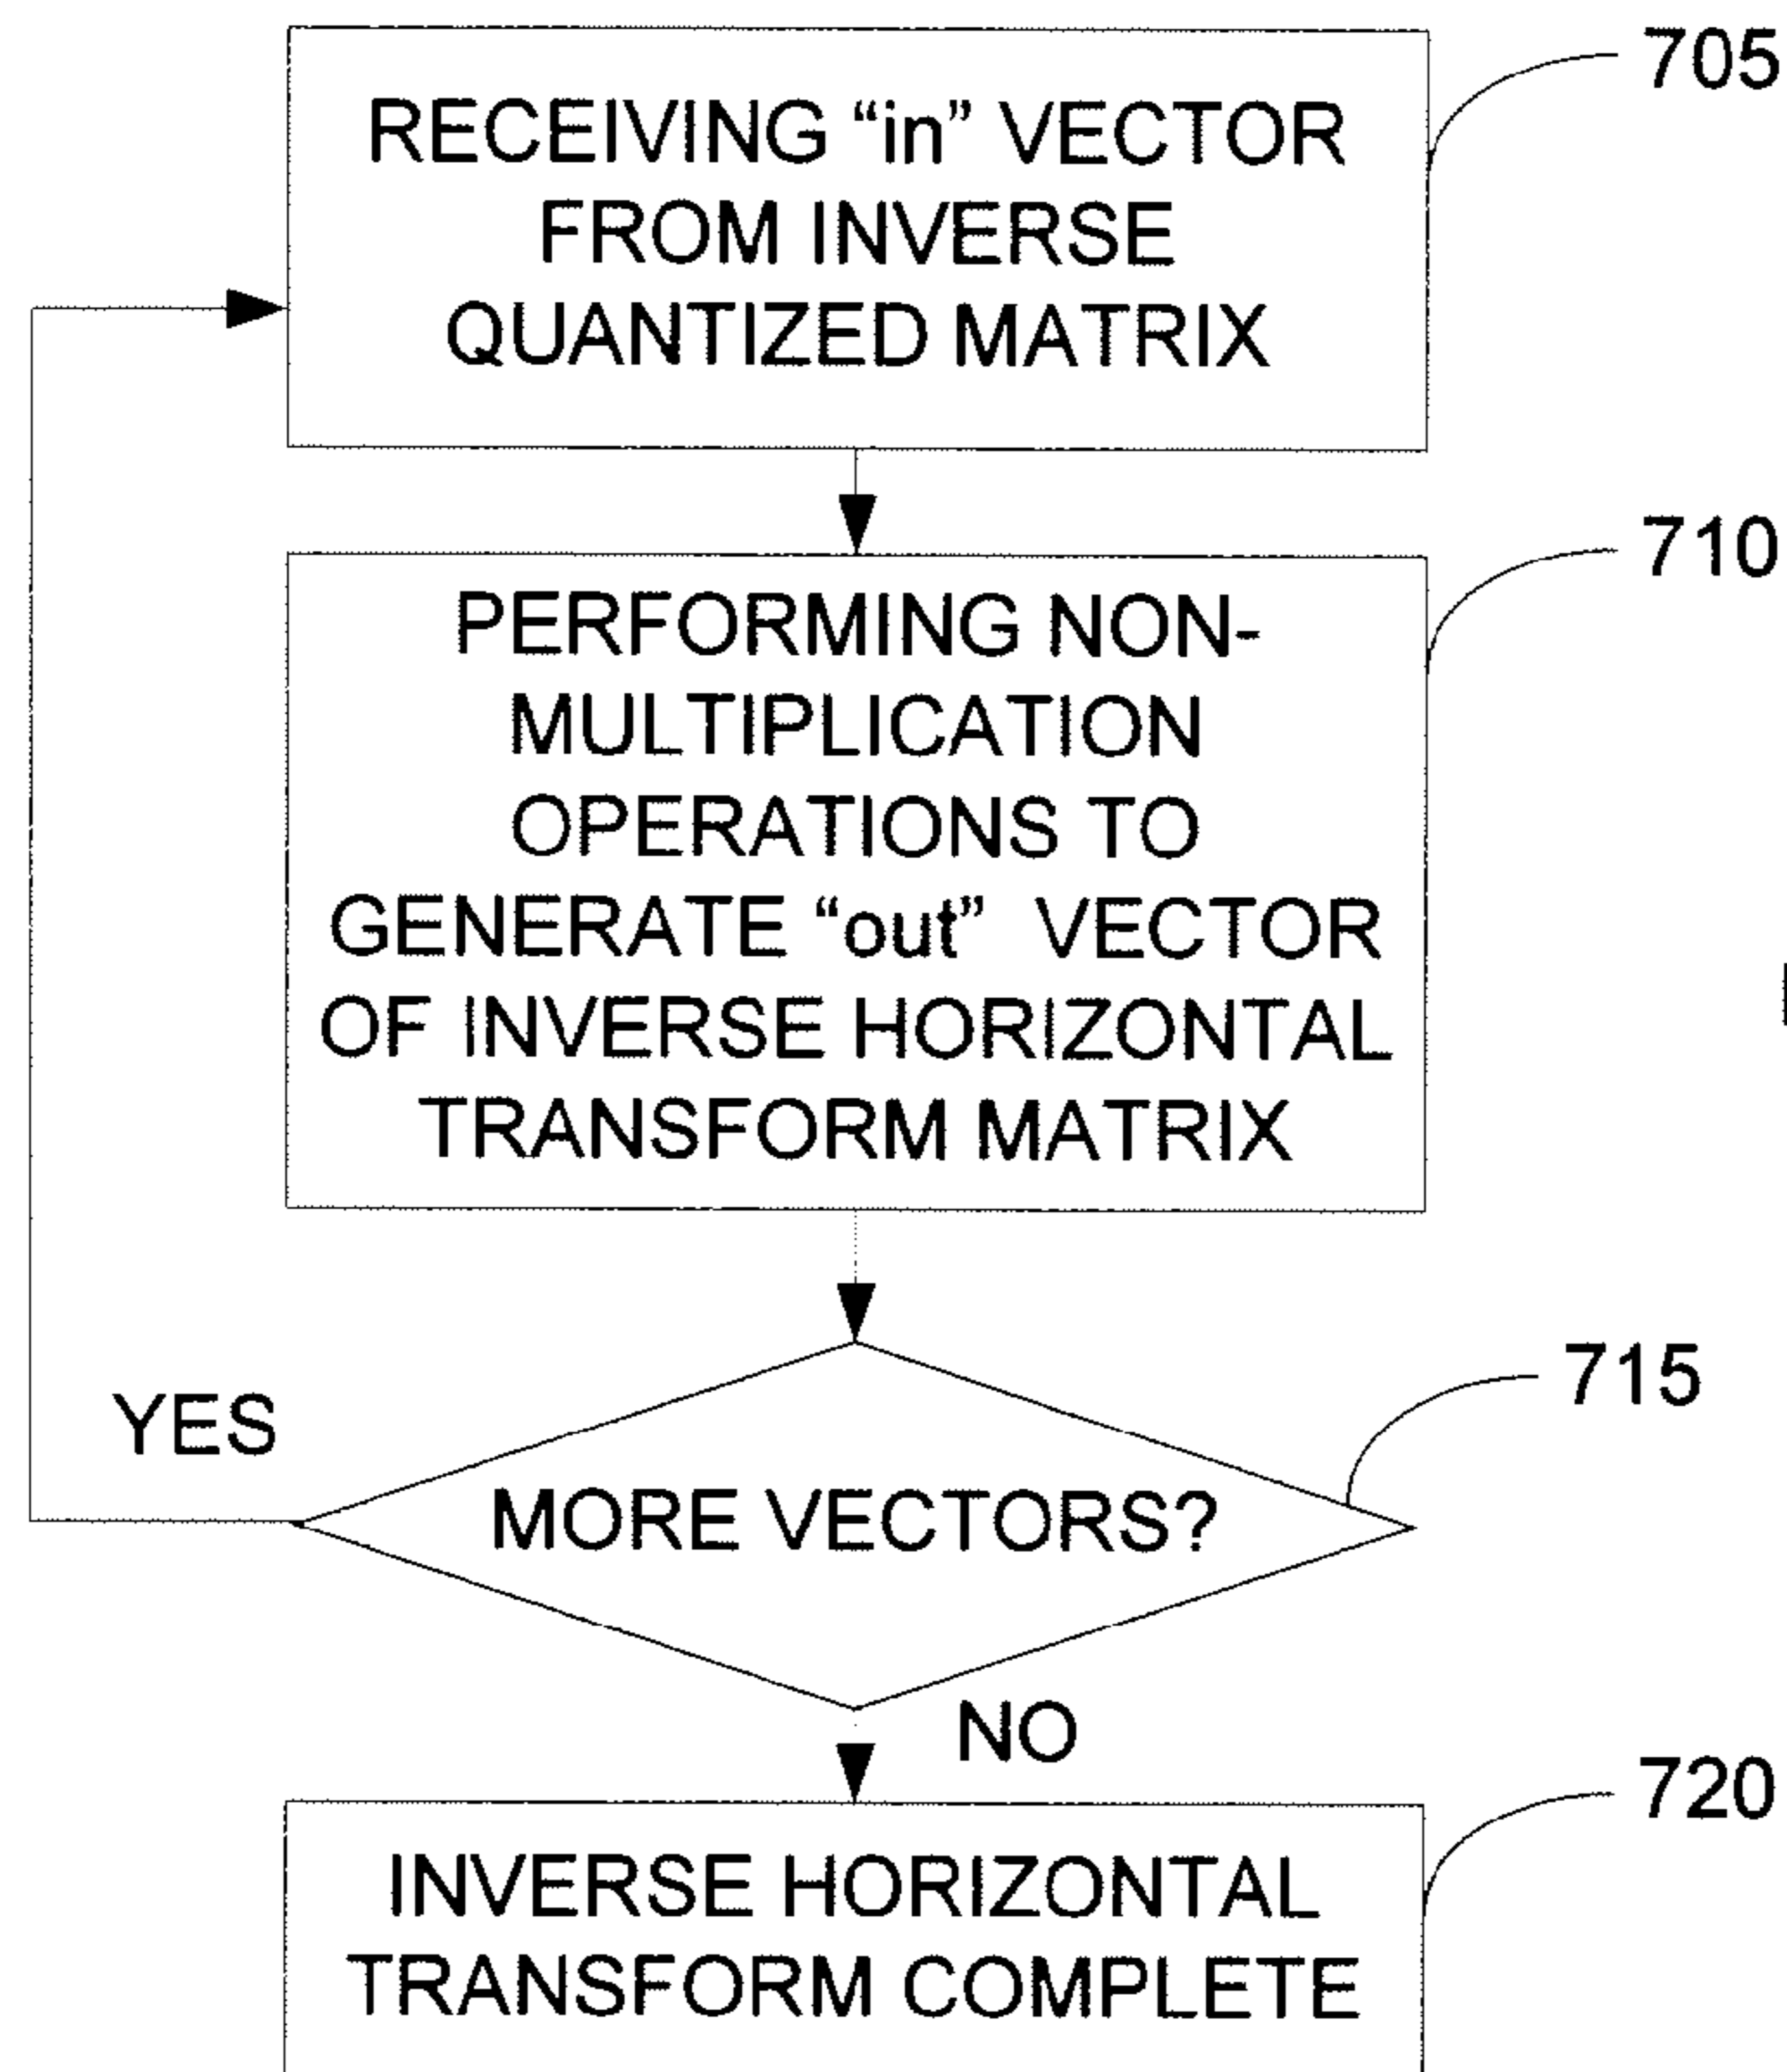 705
RECEIVING “in” VECTOR
FROM INVERSE
QUANTIZED MATRIX
710
PERFORMING NON-
MULTIPLICATION
OPERATIONS TO
GENERATE “out” VECTOR
OF INVERSE HORIZONTAL
TRANSFORM MATRIX
715
YES
MORE VECTORS?
NO
720
INVERSE HORIZONTAL
TRANSFORM COMPLETE